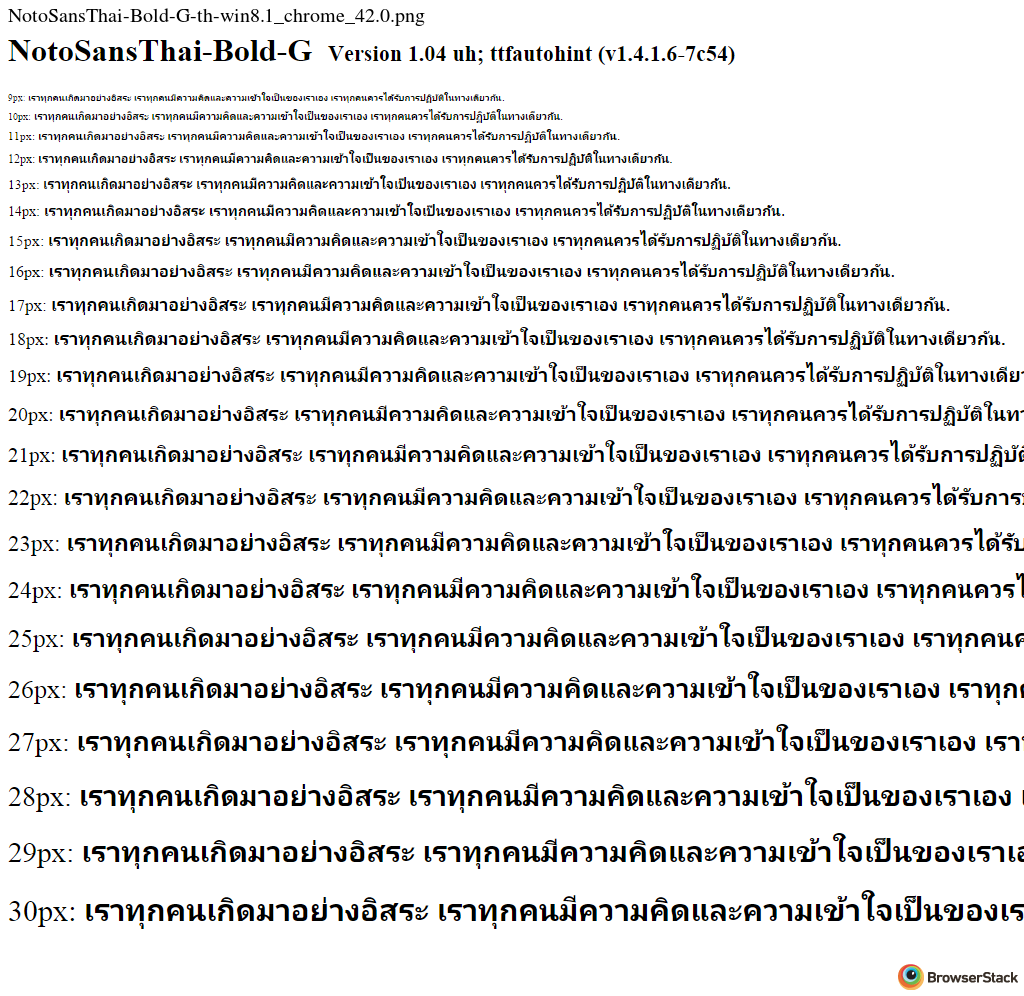 NotoSansThai-Bold-G-th-win8.1_chrome_42.0.png
NotoSansThai-Bold-G Version 1.04 uh; ttfautohint (v1.4.1.6-7c54)
9px: เราทุกคนเกิดมาอย่างอิสระ เราทุกคนมีความคิดและความเข้าใจเป็นของเราเอง เราทุกคนควรได้รับการปฏิบัติในทางเดียวกัน.
10px: เราทุกคนเกิดมาอย่างอิสระ เราทุกคนมีความคิดและความเข้าใจเป็นของเราเอง เราทุกคนควรได้รับการปฏิบัติในทางเดียวกัน.
11px: เราทุกคนเกิดมาอย่างอิสระ เราทุกคนมีความคิดและความเข้าใจเป็นของเราเอง เราทุกคนควรได้รับการปฏิบัติในทางเดียวกัน.
12px: เราทุกคนเกิดมาอย่างอิสระ เราทุกคนมีความคิดและความเข้าใจเป็นของเราเอง เราทุกคนควรได้รับการปฏิบัติในทางเดียวกัน.
13px: เราทุกคนเกิดมาอย่างอิสระ เราทุกคนมีความคิดและความเข้าใจเป็นของเราเอง เราทุกคนควรได้รับการปฏิบัติในทางเดียวกัน.
14px: เราทุกคนเกิดมาอย่างอิสระ เราทุกคนมีความคิดและความเข้าใจเป็นของเราเอง เราทุกคนควรได้รับการปฏิบัติในทางเดียวกัน.
15px: เราทุกคนเกิดมาอย่างอิสระ เราทุกคนมีความคิดและความเข้าใจเป็นของเราเอง เราทุกคนควรได้รับการปฏิบัติในทางเดียวกัน.
16px: เราทุกคนเกิดมาอย่างอิสระ เราทุกคนมีความคิดและความเข้าใจเป็นของเราเอง เราทุกคนควรได้รับการปฏิบัติในทางเดียวกัน.
17px: เราทุกคนเกิดมาอย่างอิสระ เราทุกคนมีความคิดและความเข้าใจเป็นของเราเอง เราทุกคนควรได้รับการปฏิบัติในทางเดียวกัน.
18px: เราทุกคนเกิดมาอย่างอิสระ เราทุกคนมีความคิดและความเข้าใจเป็นของเราเอง เราทุกคนควรได้รับการปฏิบัติในทางเดียวกัน.
19px: เราทุกคนเกิดมาอย่างอิสระ เราทุกคนมีความคิดและความเข้าใจเป็นของเราเอง เราทุกคนควรได้รับการปฏิบัติในทางเดีย
20px: เราทุกคนเกิดมาอย่างอิสระ เราทุกคนมีความคิดและความเข้าใจเป็นของเราเอง เราทุกคนควรได้รับการปฏิบัติในทา
21px: เราทุกคนเกิดมาอย่างอิสระ เราทุกคนมีความคิดและความเข้าใจเป็นของเราเอง เราทุกคนควรได้รับการปฏิบัติ
22px: เราทุกคนเกิดมาอย่างอิสระ เราทุกคนมีความคิดและความเข้าใจเป็นของเราเอง เราทุกคนควรได้รับการ
23px: เราทุกคนเกิดมาอย่างอิสระ เราทุกคนมีความคิดและความเข้าใจเป็นของเราเอง เราทุกคนควรได้รับ
24px: เราทุกคนเกิดมาอย่างอิสระ เราทุกคนมีความคิดและความเข้าใจเป็นของเราเอง เราทุกคนควรไ
25px: เราทุกคนเกิดมาอย่างอิสระ เราทุกคนมีความคิดและความเข้าใจเป็นของเราเอง เราทุกคนค
26px: เราทุกคนเกิดมาอย่างอิสระ เราทุกคนมีความคิดและความเข้าใจเป็นของเราเอง เราทุก
27px: เราทุกคนเกิดมาอย่างอิสระ เราทุกคนมีความคิดและความเข้าใจเป็นของเราเอง เรา
28px: เราทุกคนเกิดมาอย่างอิสระ เราทุกคนมีความคิดและความเข้าใจเป็นของเราเอง
29px: เราทุกคนเกิดมาอย่างอิสระ เราทุกคนมีความคิดและความเข้าใจเป็นของเราเอ
30px: เราทุกคนเกิดมาอย่างอิสระ เราทุกคนมีความคิดและความเข้าใจเป็นของเร
BrowserStack